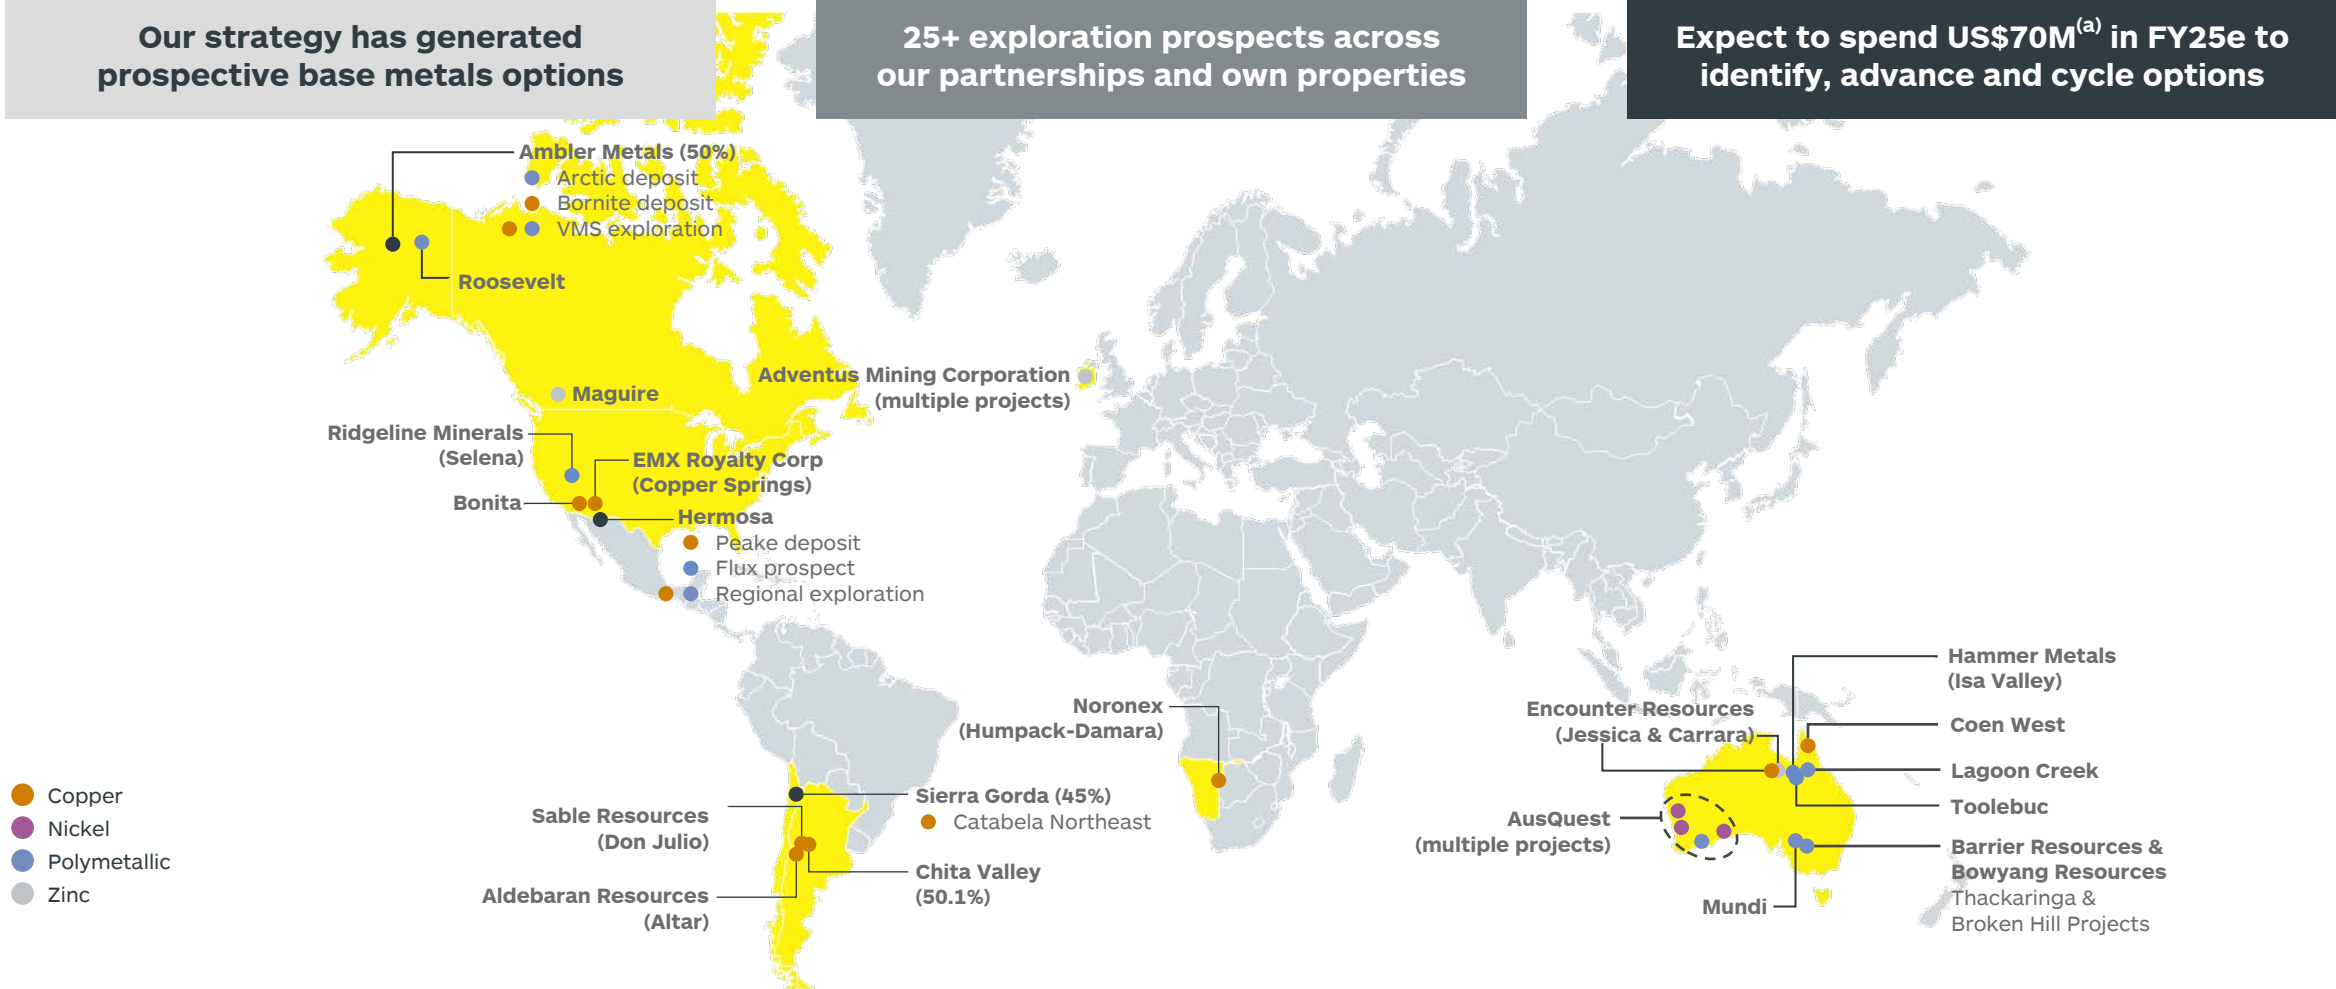 Our strategy has generated
prospective base metals options
25+ exploration prospects across
our partnerships and own properties
Expect to spend US$70M(a) in FY25e to
identify, advance and cycle options
Ambler Metals (50%)
Arctic deposit
Bornite deposit
VMS exploration
Roosevelt
Maguire
Ridgeline Minerals
(Selena)
EMX Royalty Corp
(Copper Springs)
Bonita
Hermosa
Peake deposit
Flux prospect
Regional exploration
Adventus Mining Corporation
(multiple projects)
Noronex
(Humpack-Damara)
Sierra Gorda (45%)
Catabela Northeast
Sable Resources
(Don Julio)
Chita Valley
(50.1%)
Aldebaran Resources
(Altar)
Hammer Metals
(Isa Valley)
Encounter Resources
(Jessica & Carrara)
Coen West
Lagoon Creek
Toolebuc
AusQuest
(multiple projects)
Barrier Resources &
Bowyang Resources
Thackaringa &
Broken Hill Projects
Mundi
Copper
Nickel
Polymetallic
Zinc